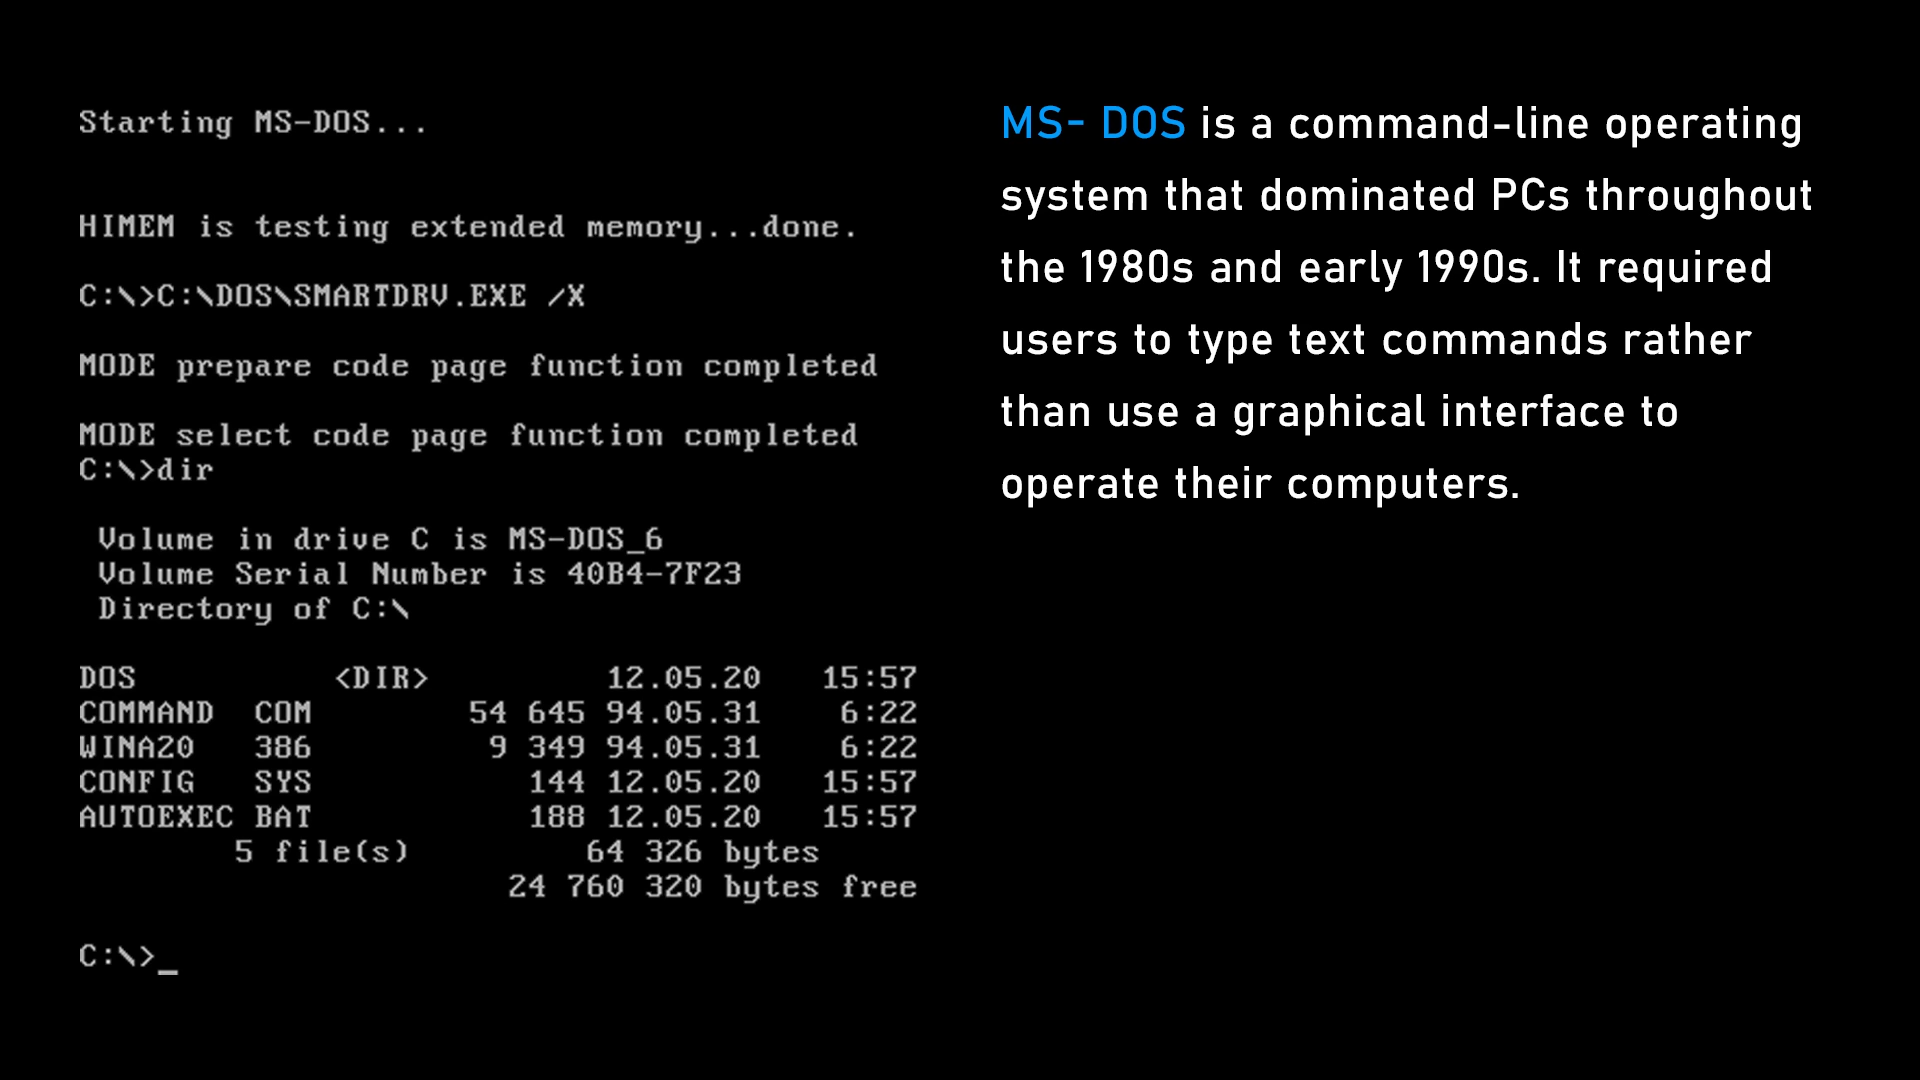 Starting MS-DOS...
HIMEM is testing extended memory...done.
C:\>C:\DOS\SMARTDRV.EXE /X
MODE prepare code page function completed
MODE select code page function completed
C:\>dir
Volume in drive C is MS-DOS_6
Volume Serial Number is 40B4-7F23
Directory of C:\
DOS <DIR> 12.05.20 15:57
COMMAND COM 54 645 94.05.31 6:22
WINA20 386 9 349 94.05.31 6:22
CONFIG SYS 144 12.05.20 15:57
AUTOEXEC BAT 188 12.05.20 15:57
5 file(s) 64 326 bytes
24 760 320 bytes free
C:\>_
MS- DOS is a command-line operating
system that dominated PCs throughout
the 1980s and early 1990s. It required
users to type text commands rather
than use a graphical interface to
operate their computers.